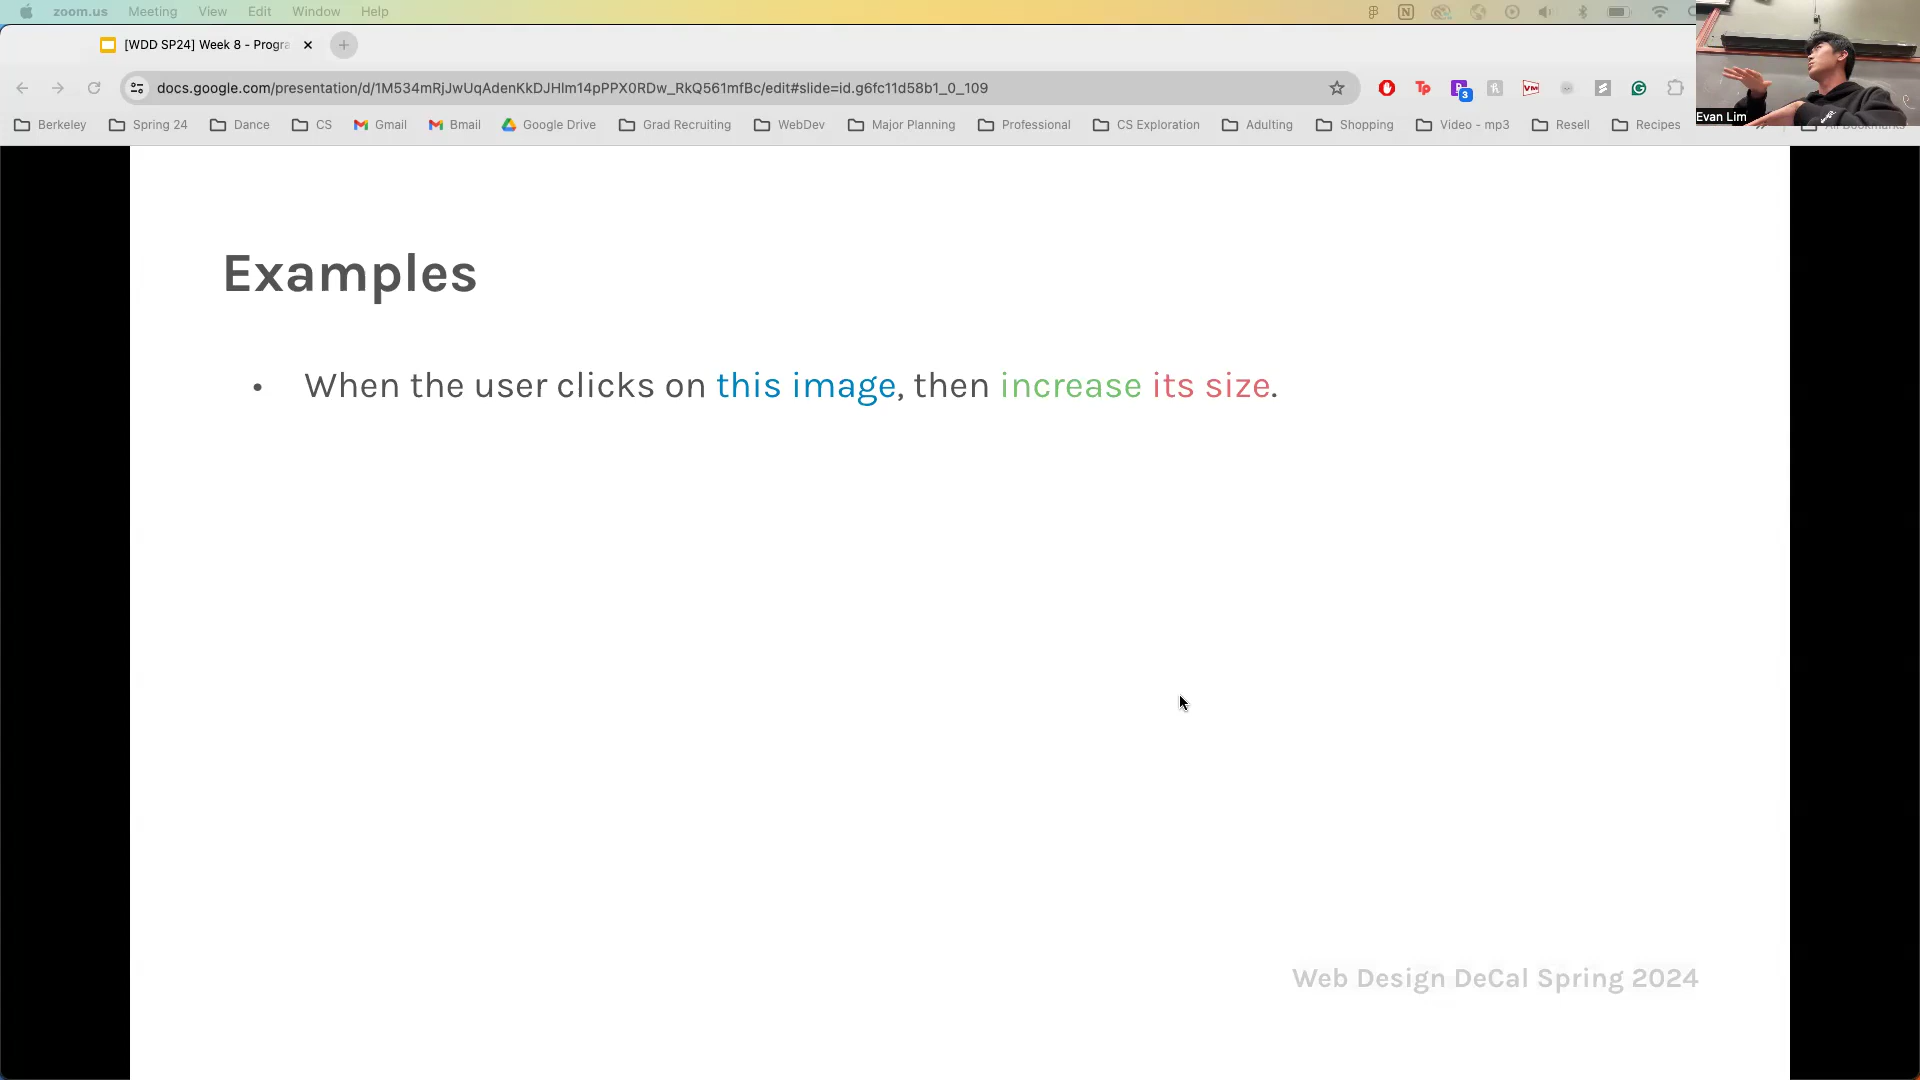 zoom.us Meeting View Edit Window Help
[WDD SP24] Week 8 - Progra
docs.google.com/presentation/d/1M534mRjJwUqAdenKkDJHlm14pPPX0RDw_RkQ561mfBc/edit#slide=id.g6fc11d58b1_0_109
Berkeley Spring 24 Dance CS Gmail Bmail Google Drive Grad Recruiting WebDev Major Planning Professional CS Exploration Adulting Shopping Video - mp3 Resell Recipes All Bookmarks
Evan Lim
Examples
• When the user clicks on this image, then increase its size.
Web Design DeCal Spring 2024